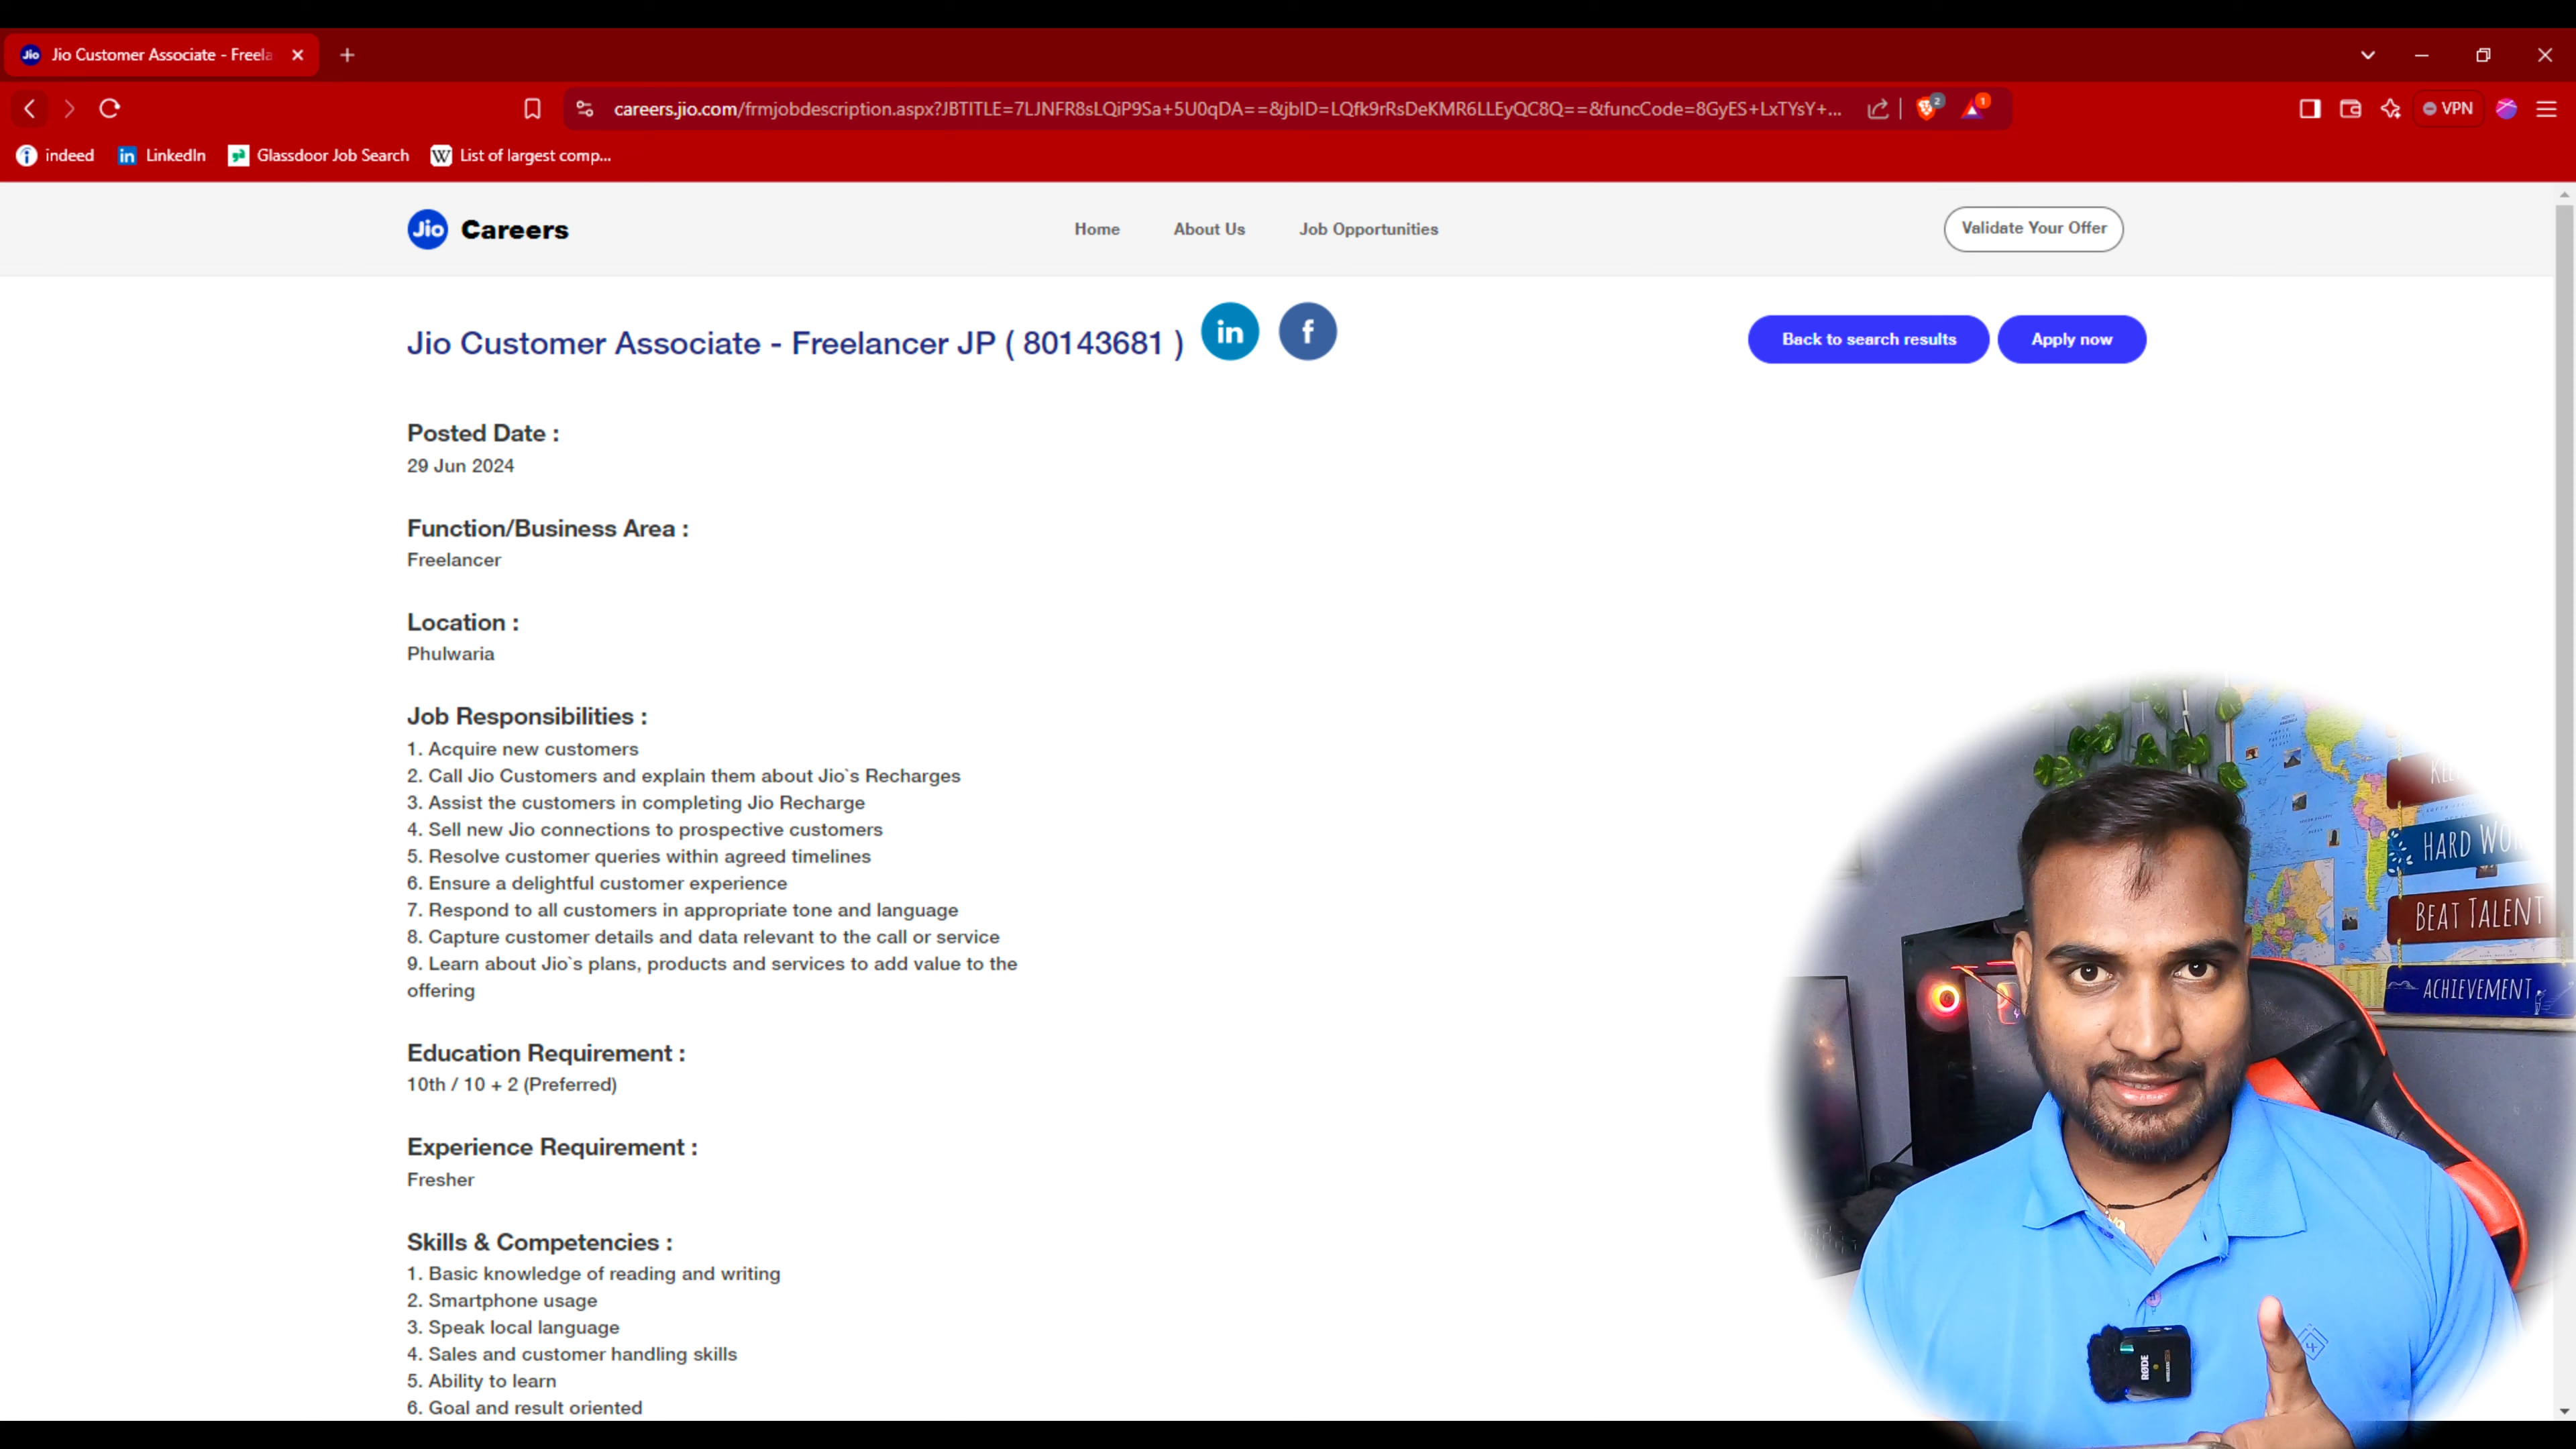 Jio Customer Associate - Freela
careers.jio.com/frmjobdescription.aspx?JBTITLE=7LJNFR8sLQiP9Sa+5U0qDA==&jbID=LQfk9rRsDeKMR6LLEyQC8Q==&funcCode=8GyES+LxTYsY+...
2
1
VPN
indeed
in LinkedIn
Glassdoor Job Search
W List of largest comp...
Jio Careers
Home
About Us
Job Opportunities
Validate Your Offer
Jio Customer Associate - Freelancer JP ( 80143681 )
in
f
Back to search results
Apply now
Posted Date :
29 Jun 2024
Function/Business Area :
Freelancer
Location :
Phulwaria
Job Responsibilities :
1. Acquire new customers
2. Call Jio Customers and explain them about Jio`s Recharges
3. Assist the customers in completing Jio Recharge
4. Sell new Jio connections to prospective customers
5. Resolve customer queries within agreed timelines
6. Ensure a delightful customer experience
7. Respond to all customers in appropriate tone and language
8. Capture customer details and data relevant to the call or service
9. Learn about Jio`s plans, products and services to add value to the
offering
Education Requirement :
10th / 10 + 2 (Preferred)
Experience Requirement :
Fresher
Skills & Competencies :
1. Basic knowledge of reading and writing
2. Smartphone usage
3. Speak local language
4. Sales and customer handling skills
5. Ability to learn
6. Goal and result oriented
HARD WO
BEAT TALENT
ACHIEVEMENT
RØDE